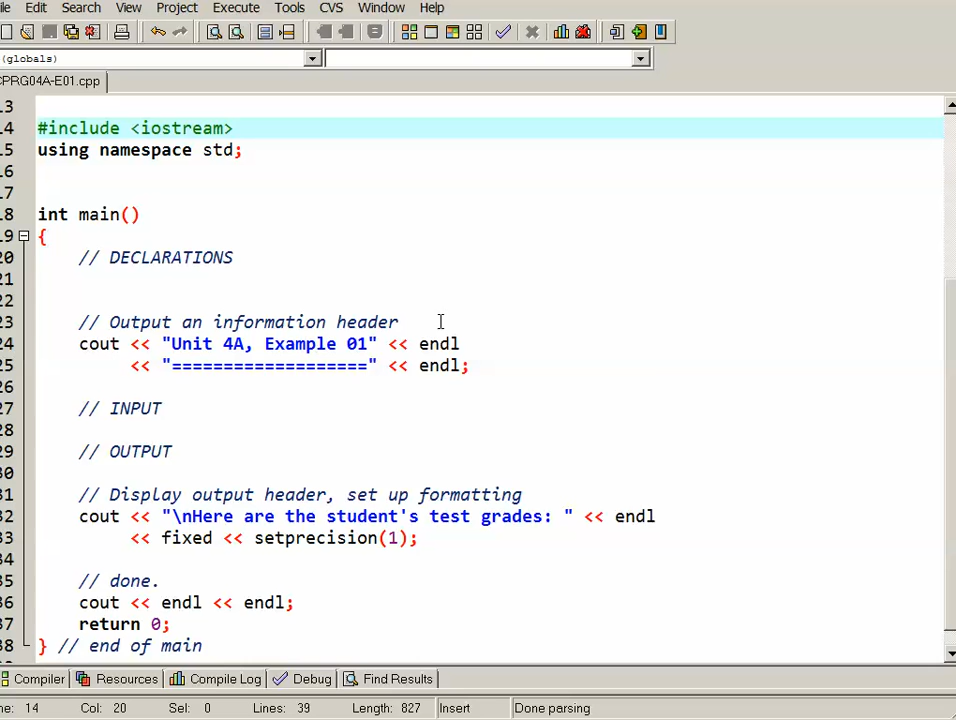 ile Edit Search View Project Execute Tools CVS Window Help
(globals)
CPRG04A-E01.cpp
13
14 #include <iostream>
15 using namespace std;
16
17
18 int main()
19 {
20 // DECLARATIONS
21
22
23 // Output an information header
24 cout << "Unit 4A, Example 01" << endl
25 << "===================" << endl;
26
27 // INPUT
28
29 // OUTPUT
30
31 // Display output header, set up formatting
32 cout << "\nHere are the student's test grades: " << endl
33 << fixed << setprecision(1);
34
35 // done.
36 cout << endl << endl;
37 return 0;
38 } // end of main
Compiler Resources Compile Log Debug Find Results
ne: 14 Col: 20 Sel: 0 Lines: 39 Length: 827 Insert Done parsing